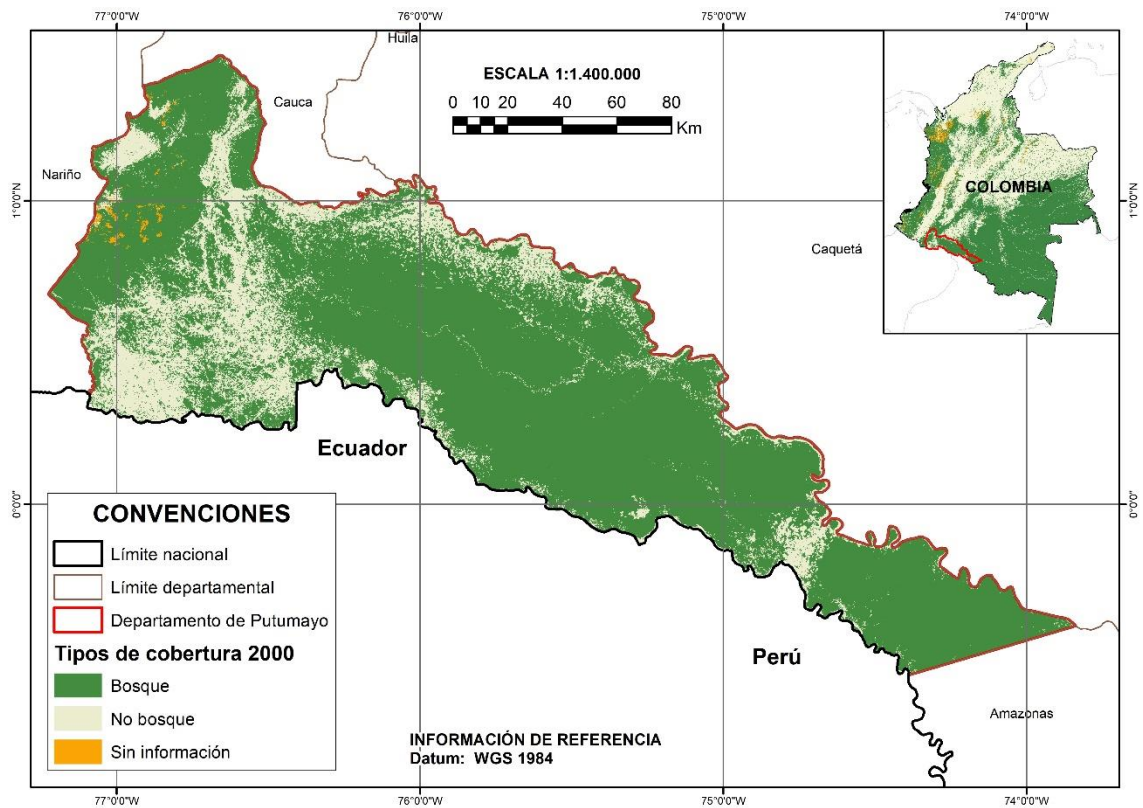 77°0'0"W 76°0'0"W 75°0'0"W 74°0'0"W
Huila
ESCALA 1:1.400.000
0 10 20 40 60 80
Km
Cauca
Nariño
COLOMBIA
1°0'0"N
1°0'0"N
Caquetá
Ecuador
0°0'0"
0°0'0"
CONVENCIONES
Límite nacional
Límite departamental
Departamento de Putumayo
Tipos de cobertura 2000
Bosque
No bosque
Sin información
Perú
Amazonas
INFORMACIÓN DE REFERENCIA
Datum: WGS 1984
77°0'0"W 76°0'0"W 75°0'0"W 74°0'0"W